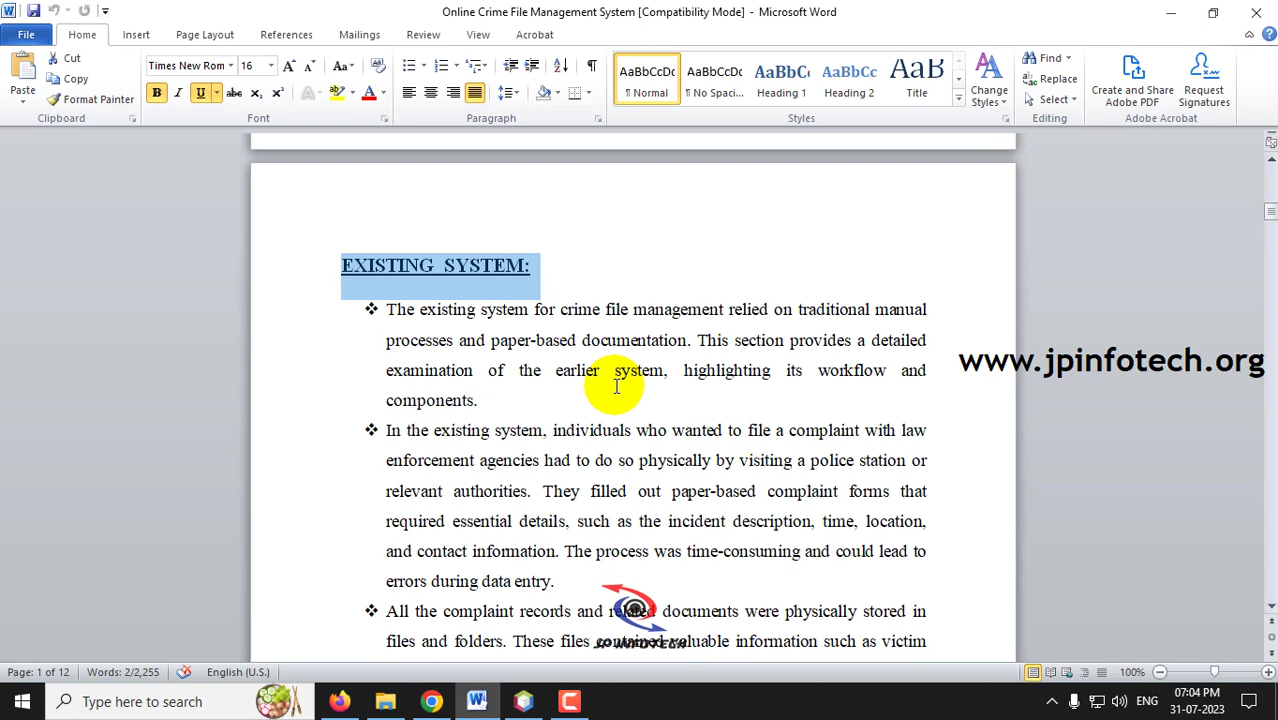 Online Crime File Management System [Compatibility Mode] - Microsoft Word
File Home Insert Page Layout References Mailings Review View Acrobat
Paste Cut Copy Format Painter
Clipboard
Times New Rom 16
Font
Paragraph
AaBbCcDc AaBbCcDc AaBbCc AaBbCc AaB
¶ Normal ¶ No Spaci... Heading 1 Heading 2 Title
Change Styles
Styles
Find Replace Select
Editing
Create and Share Adobe PDF Request Signatures
Adobe Acrobat
EXISTING SYSTEM:
The existing system for crime file management relied on traditional manual
processes and paper-based documentation. This section provides a detailed
examination of the earlier system, highlighting its workflow and
components.
www.jpinfotech.org
In the existing system, individuals who wanted to file a complaint with law
enforcement agencies had to do so physically by visiting a police station or
relevant authorities. They filled out paper-based complaint forms that
required essential details, such as the incident description, time, location,
and contact information. The process was time-consuming and could lead to
errors during data entry.
All the complaint records and related documents were physically stored in
files and folders. These files contained valuable information such as victim
JP INFOTECH
Page: 1 of 12 Words: 2/2,255 English (U.S.) 100%
Type here to search
ENG
07:04 PM
31-07-2023